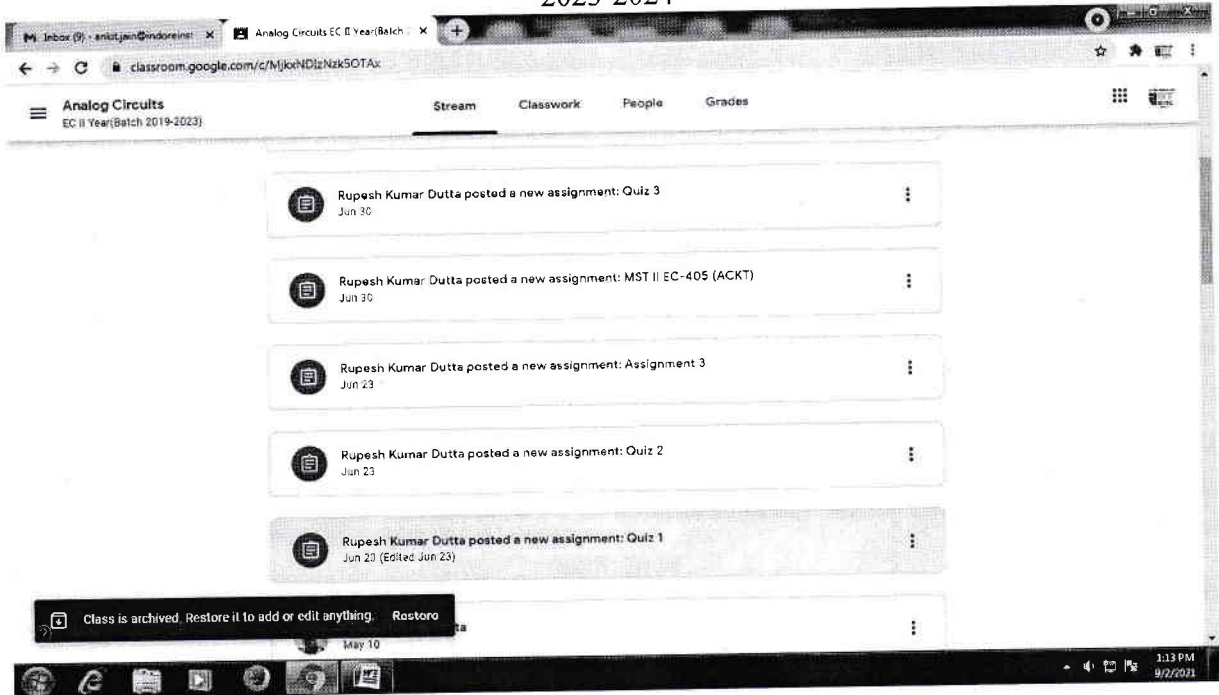 2023-2024
Inbox (9) - ankit.jain@indoreinst
Analog Circuits EC II Year(Batch
classroom.google.com/c/MjkxNDIzNzk5OTAx
Analog Circuits
EC II Year(Batch 2019-2023)
Stream Classwork People Grades
Rupesh Kumar Dutta posted a new assignment: Quiz 3
Jun 30
Rupesh Kumar Dutta posted a new assignment: MST II EC-405 (ACKT)
Jun 30
Rupesh Kumar Dutta posted a new assignment: Assignment 3
Jun 23
Rupesh Kumar Dutta posted a new assignment: Quiz 2
Jun 23
Rupesh Kumar Dutta posted a new assignment: Quiz 1
Jun 23 (Edited Jun 23)
Class is archived. Restore it to add or edit anything. Restore
ta
May 10
1:13 PM
9/2/2021